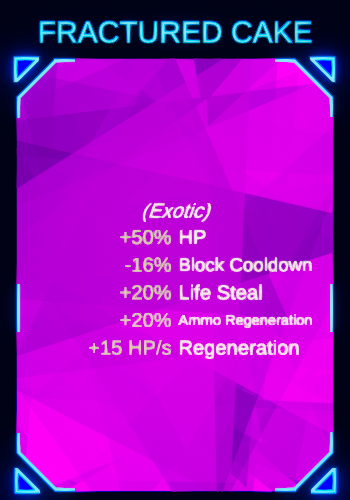 FRACTURED CAKE
(Exotic)
+50% HP
-16% Block Cooldown
+20% Life Steal
+20% Ammo Regeneration
+15 HP/s Regeneration